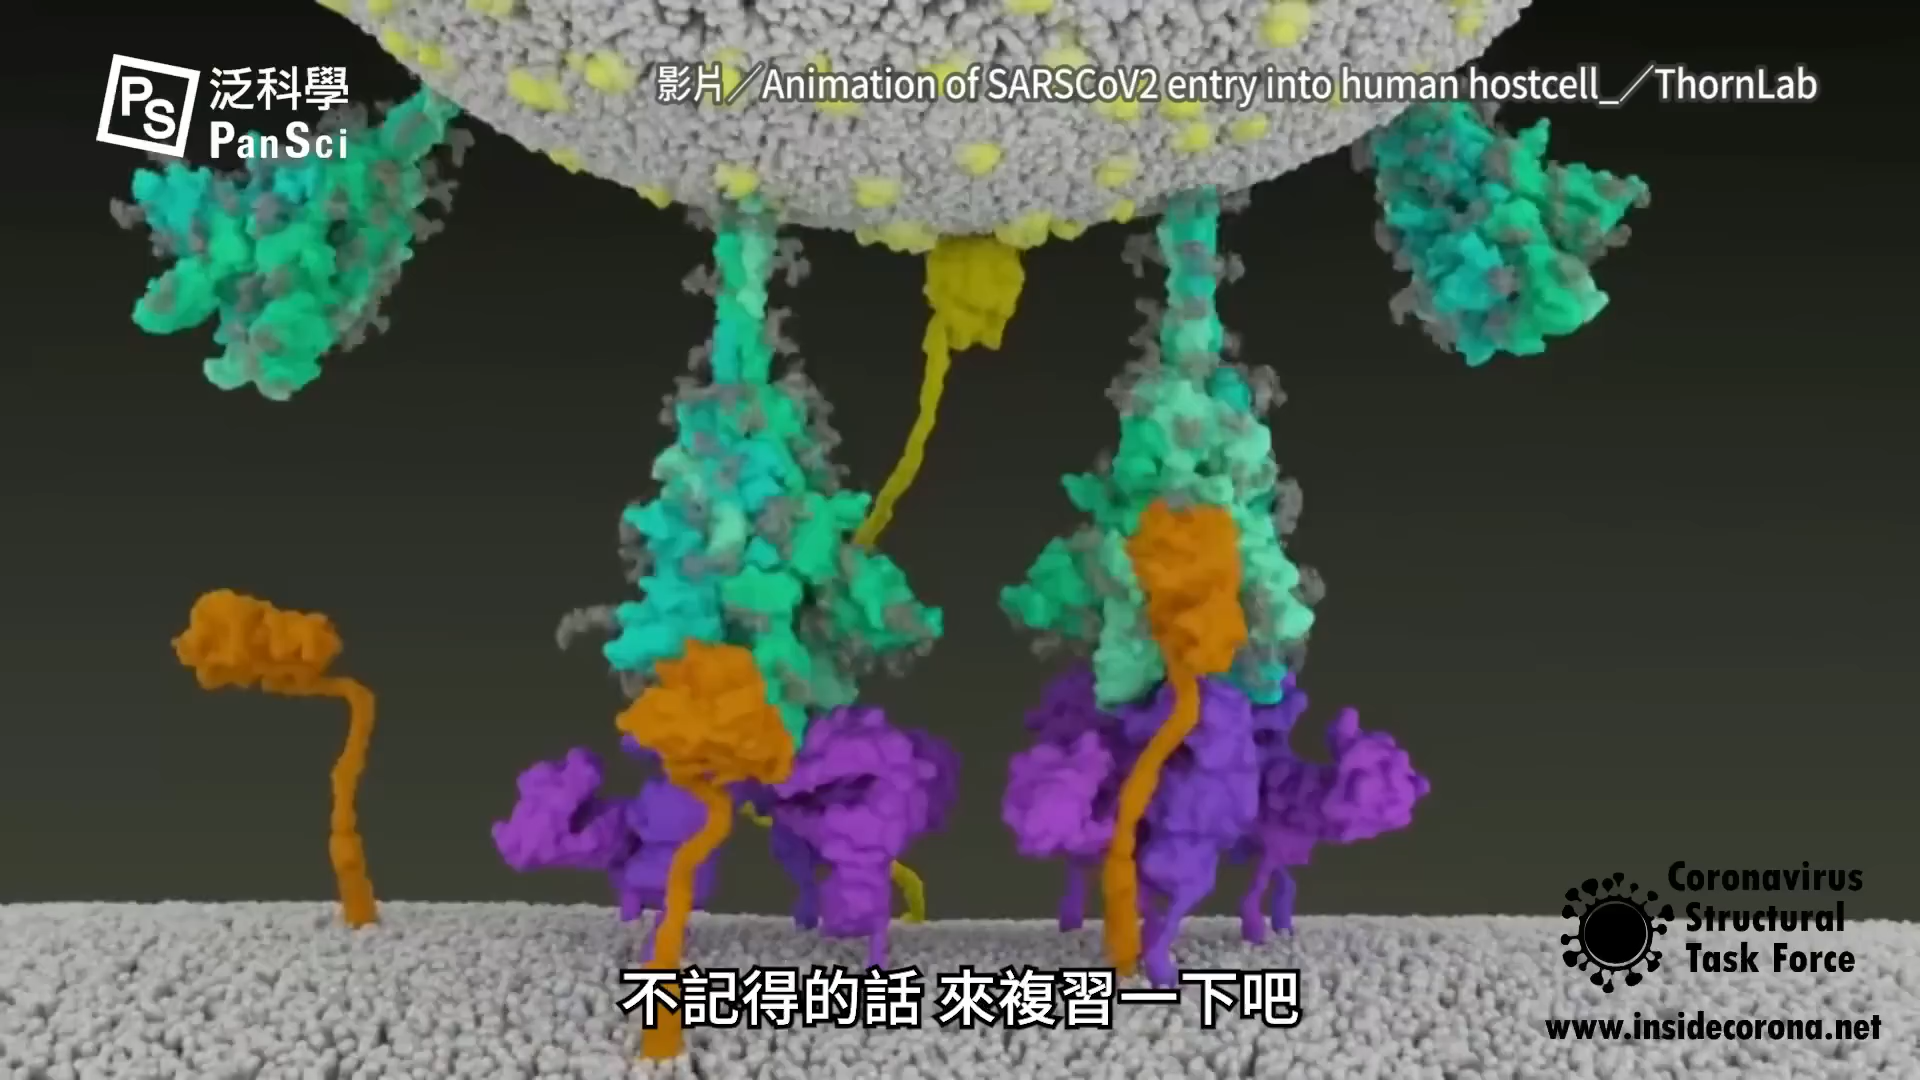 PS 泛科學
PanSci
影片／Animation of SARSCoV2 entry into human hostcell_／ThornLab
Coronavirus
Structural
Task Force
www.insidecorona.net
不記得的話 來複習一下吧